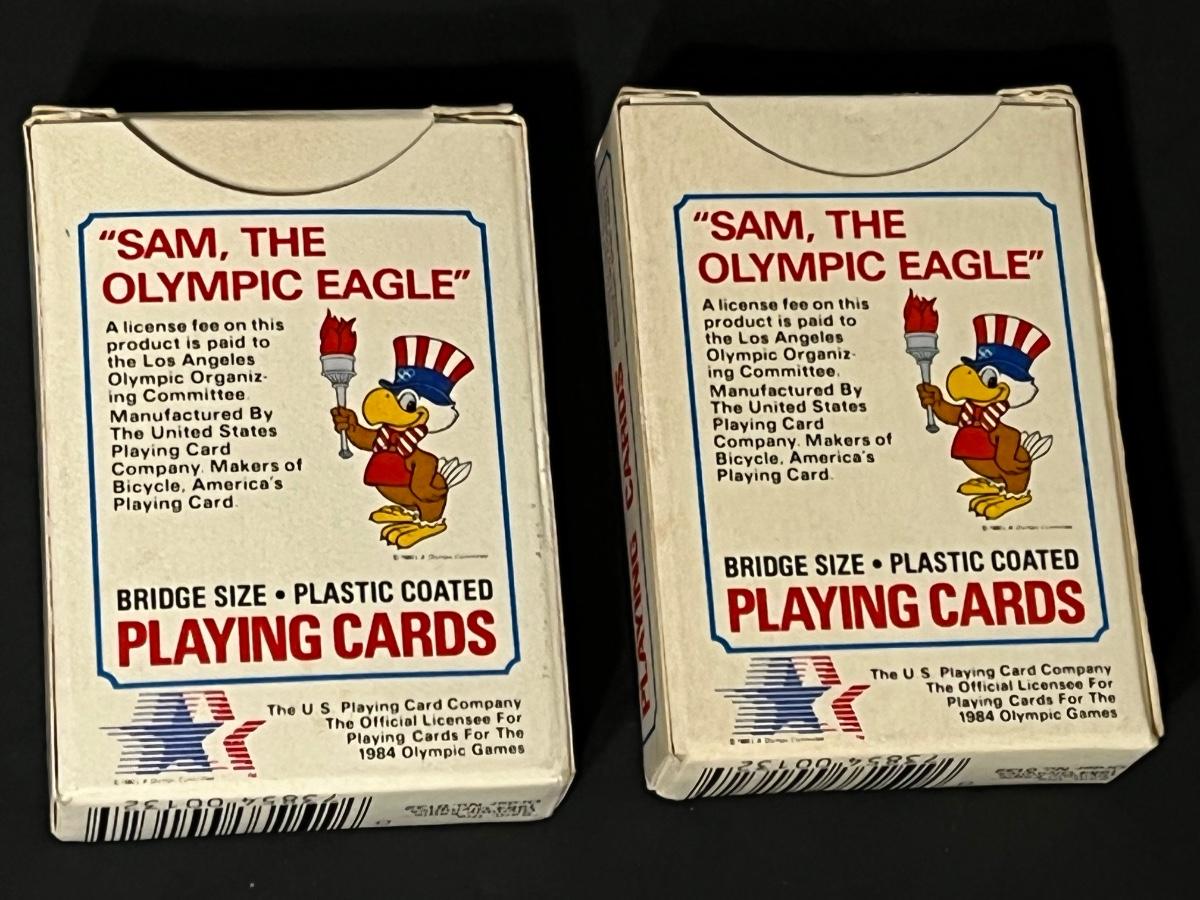 “SAM, THE
OLYMPIC EAGLE”
A license fee on this
product is paid to
the Los Angeles
Olympic Organiz-
ing Committee.
Manufactured By
The United States
Playing Card
Company. Makers of
Bicycle, America's
Playing Card.
BRIDGE SIZE • PLASTIC COATED
PLAYING CARDS
The U S Playing Card Company
The Official Licensee For
Playing Cards For The
1984 Olympic Games
73854 00132
“SAM, THE
OLYMPIC EAGLE”
A license fee on this
product is paid to
the Los Angeles
Olympic Organiz-
ing Committee.
Manufactured By
The United States
Playing Card
Company. Makers of
Bicycle, America's
Playing Card.
BRIDGE SIZE • PLASTIC COATED
PLAYING CARDS
The U S Playing Card Company
The Official Licensee For
Playing Cards For The
1984 Olympic Games
PLAYING CARDS
73854 00132